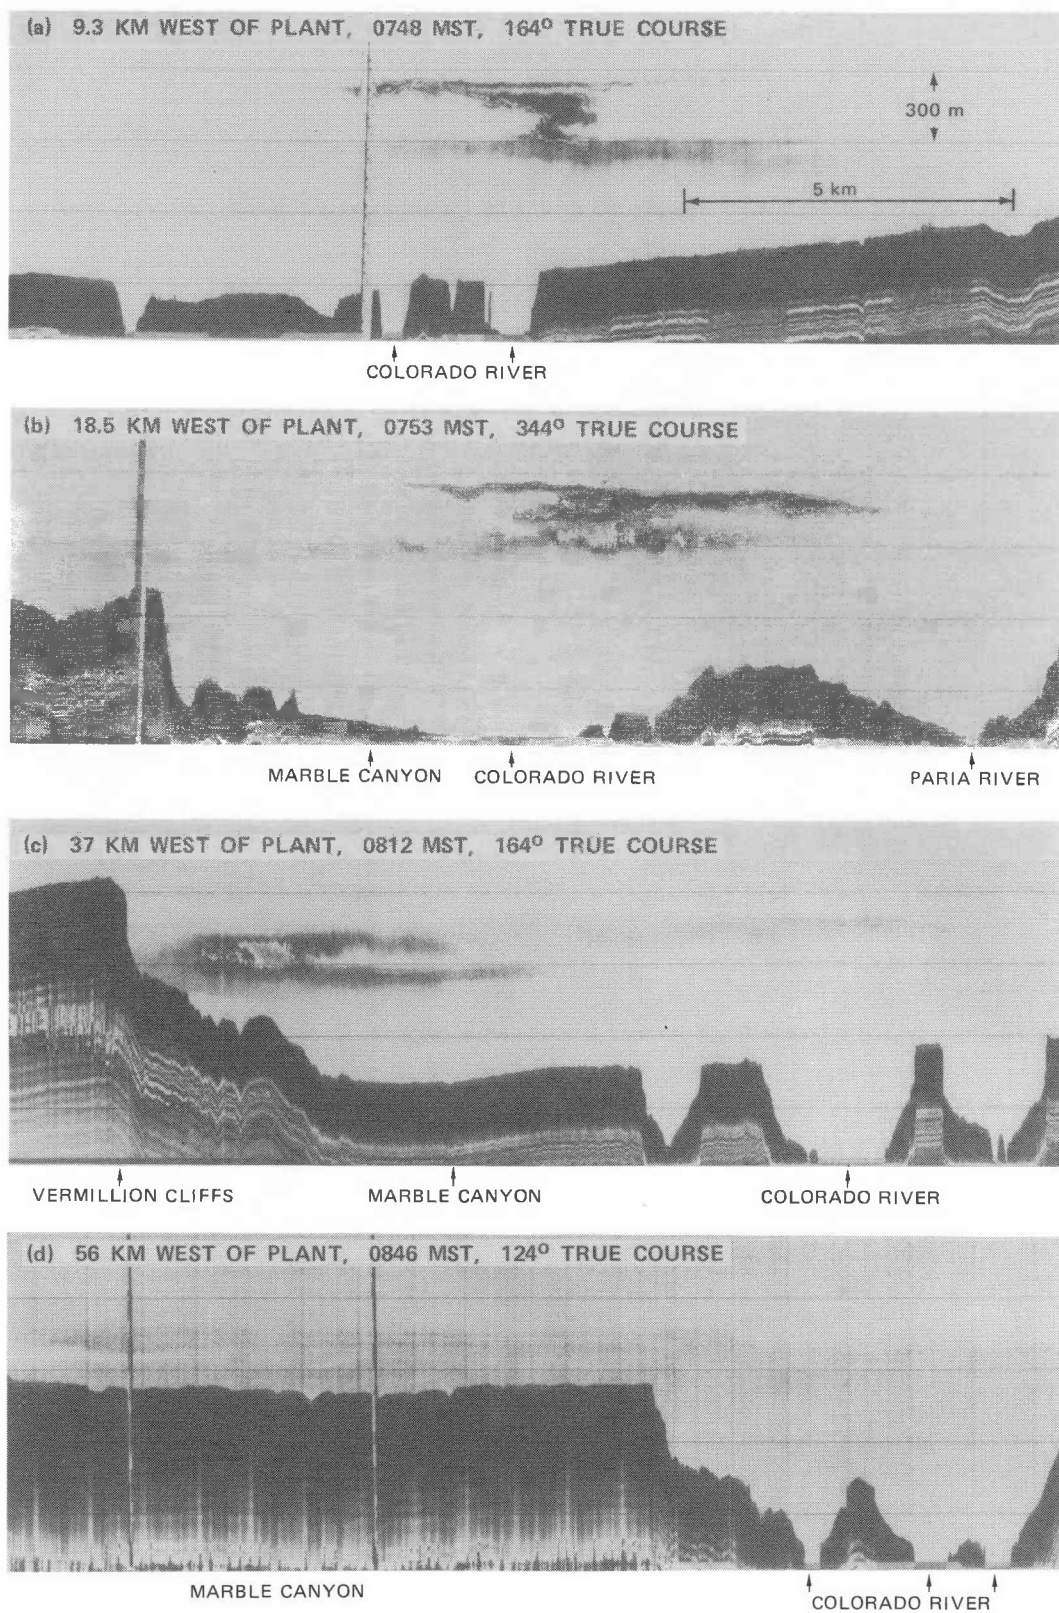 (a) 9.3 KM WEST OF PLANT, 0748 MST, 164° TRUE COURSE
300 m
5 km
COLORADO RIVER
(b) 18.5 KM WEST OF PLANT, 0753 MST, 344° TRUE COURSE
MARBLE CANYON COLORADO RIVER PARIA RIVER
(c) 37 KM WEST OF PLANT, 0812 MST, 164° TRUE COURSE
VERMILLION CLIFFS MARBLE CANYON COLORADO RIVER
(d) 56 KM WEST OF PLANT, 0846 MST, 124° TRUE COURSE
MARBLE CANYON COLORADO RIVER